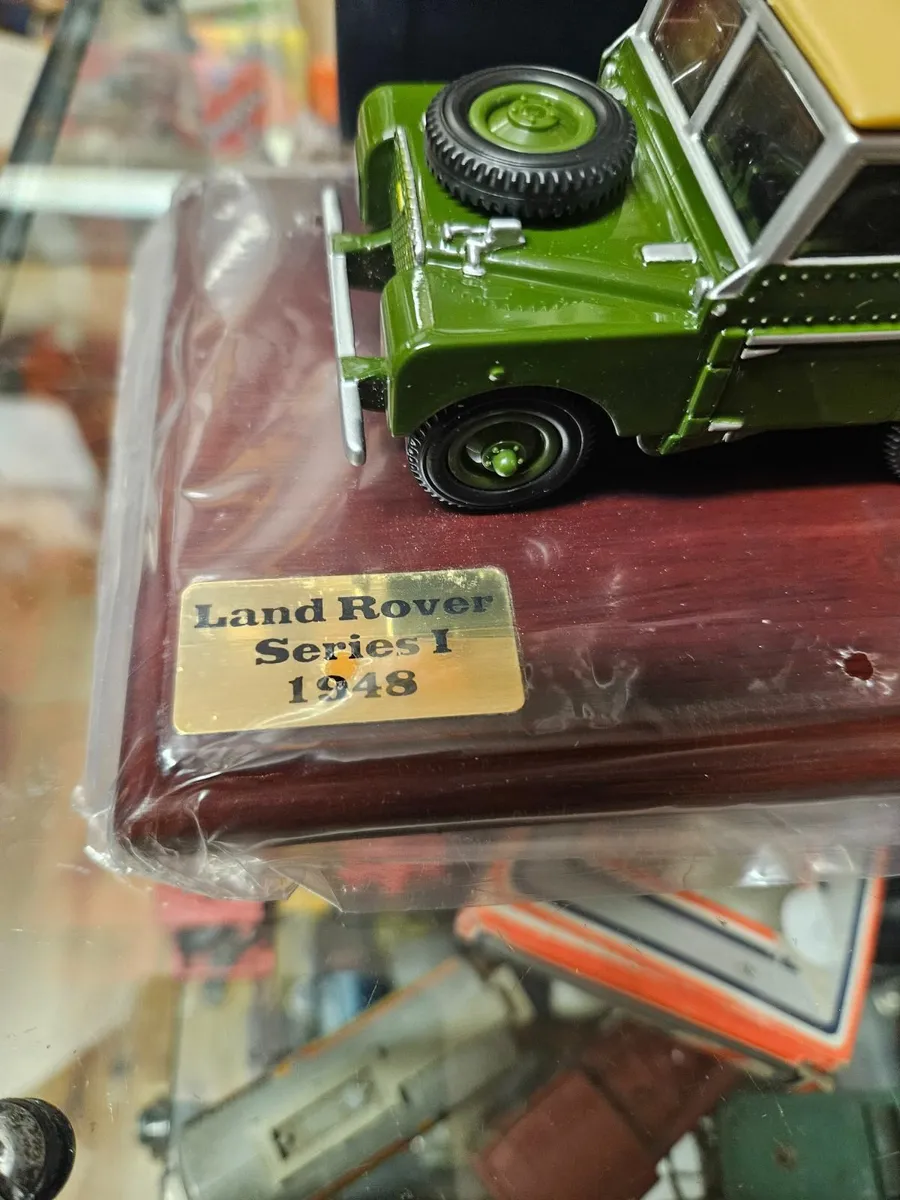 Land Rover
Series I
1948